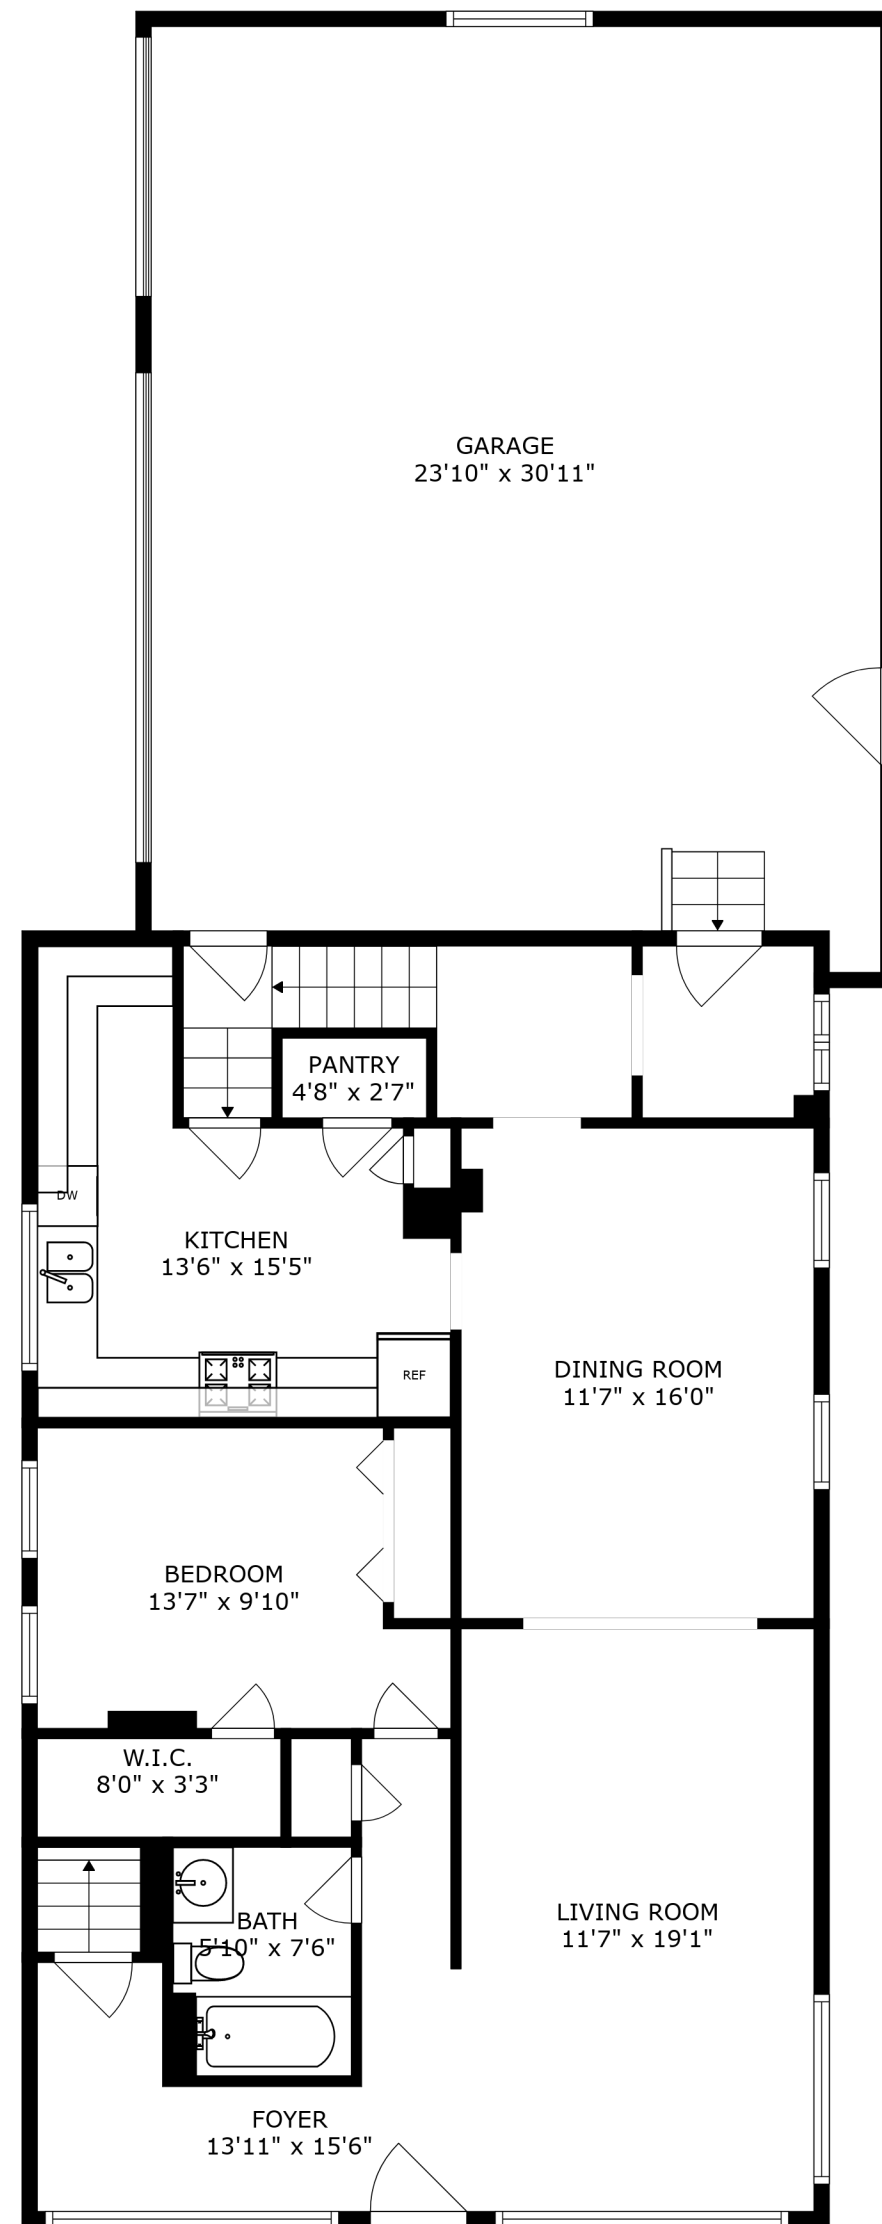 GARAGE
23'10" x 30'11"
PANTRY
4'8" x 2'7"
DW
KITCHEN
13'6" x 15'5"
REF
DINING ROOM
11'7" x 16'0"
BEDROOM
13'7" x 9'10"
W.I.C.
8'0" x 3'3"
BATH
5'10" x 7'6"
LIVING ROOM
11'7" x 19'1"
FOYER
13'11" x 15'6"